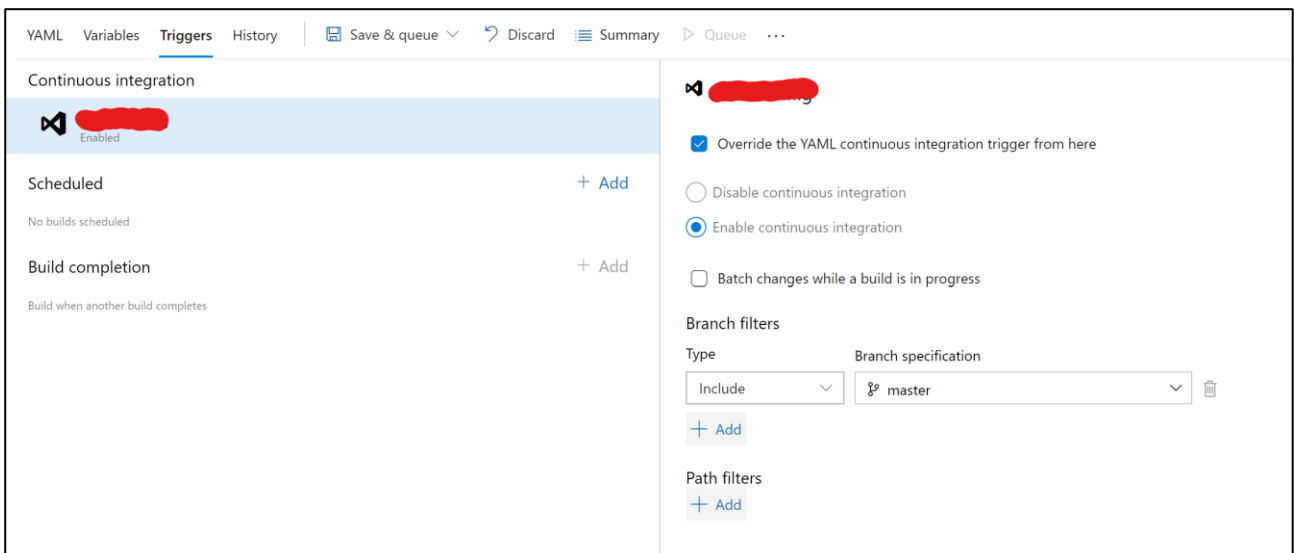 YAML Variables Triggers History Save & queue Discard Summary Queue ...
Continuous integration
Enabled
Scheduled + Add
No builds scheduled
Build completion + Add
Build when another build completes
Override the YAML continuous integration trigger from here
Disable continuous integration
Enable continuous integration
Batch changes while a build is in progress
Branch filters
Type Branch specification
Include master
+ Add
Path filters
+ Add